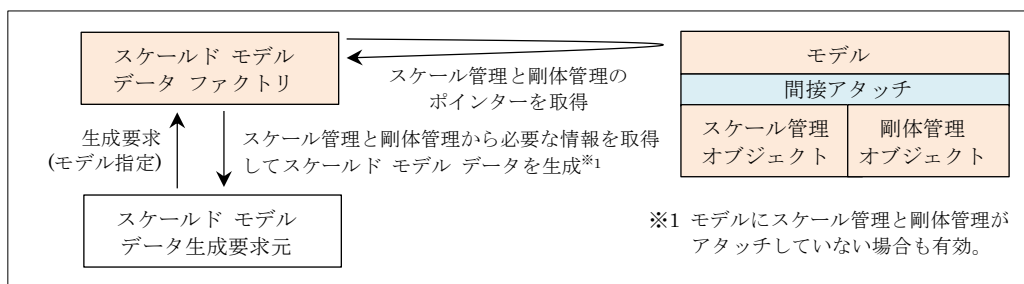 スケールド モデル
データ ファクトリ
スケール管理と剛体管理の
ポインターを取得
モデル
間接アタッチ
スケール管理
オブジェクト
剛体管理
オブジェクト
生成要求
(モデル指定)
スケール管理と剛体管理から必要な情報を取得
してスケールド モデル データを生成※1
スケールド モデル
データ生成要求元
※1 モデルにスケール管理と剛体管理が
アタッチしていない場合も有効。